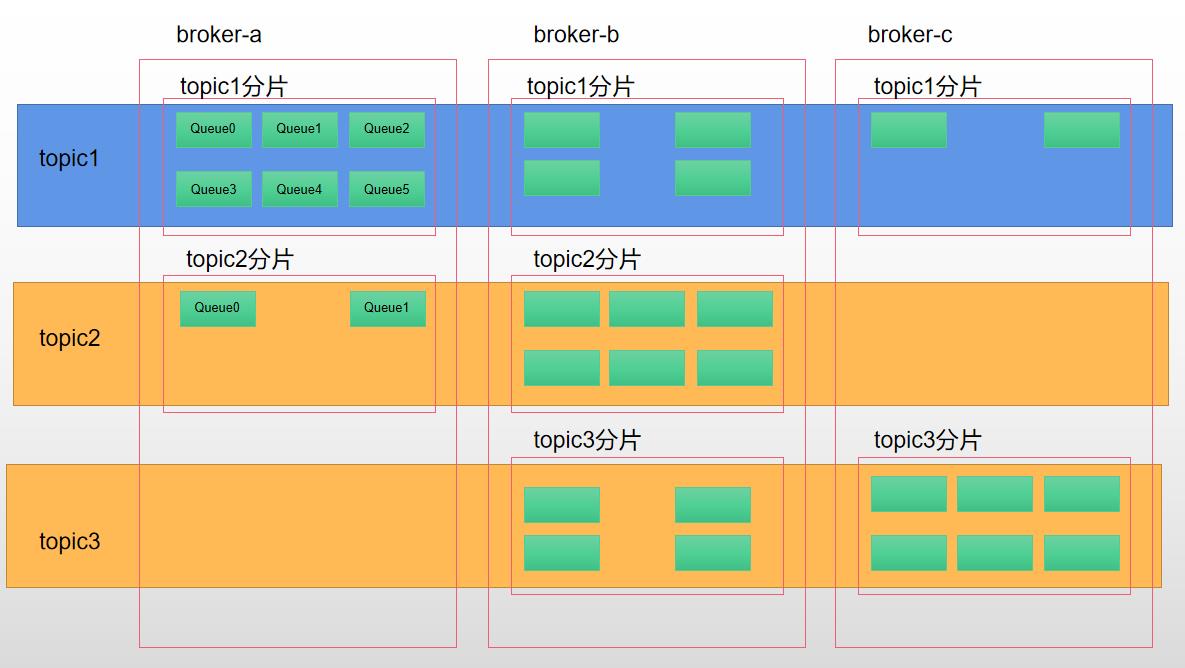 broker-a
broker-b
broker-c
topic1分片
topic1分片
topic1分片
topic1
Queue0
Queue1
Queue2
Queue3
Queue4
Queue5
topic2分片
topic2分片
topic2
Queue0
Queue1
topic3分片
topic3分片
topic3